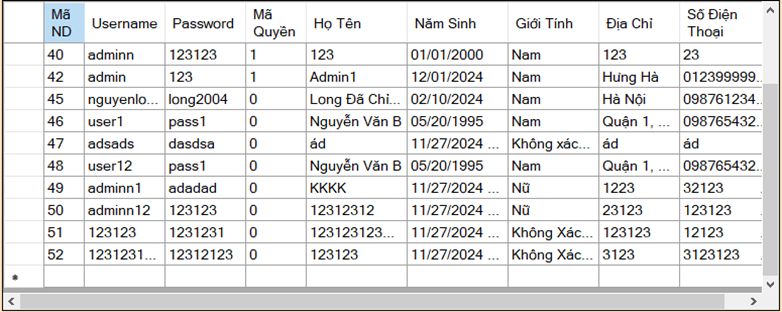 Mã ND Username Password Mã Quyền Họ Tên Năm Sinh Giới Tính Địa Chỉ Số Điện Thoại
40 adminn 123123 1 123 01/01/2000 Nam 123 23
42 admin 123 1 Admin1 12/01/2024 Nam Hưng Hà 012399999...
45 nguyenlo... long2004 0 Long Đã Chỉ... 02/10/2024 Nam Hà Nội 098761234...
46 user1 pass1 0 Nguyễn Văn B 05/20/1995 Nam Quận 1, ... 098765432...
47 adsads dasdsa 0 ád 11/27/2024 ... Không xác... ád ád
48 user12 pass1 0 Nguyễn Văn B 05/20/1995 Nam Quận 1, ... 098765432...
49 adminn1 adadad 0 KKKK 11/27/2024 ... Nữ 1223 32123
50 adminn12 123123 0 12312312 11/27/2024 ... Nữ 23123 123123
51 123123 1231231 0 123123123... 11/27/2024 ... Không Xác... 123123 12123
52 1231231... 12312123 0 123123 11/27/2024 ... Không Xác... 3123 3123123